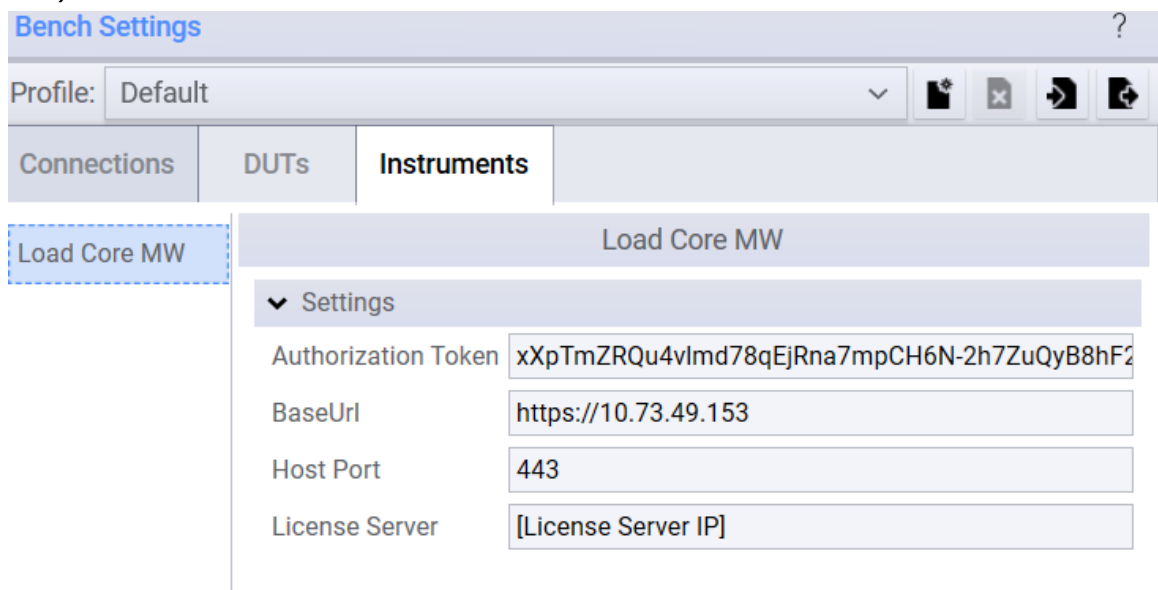 Bench Settings ?
Profile: Default
Connections DUTs Instruments
Load Core MW
Load Core MW
Settings
Authorization Token xXpTmZRQu4vlmd78qEjRna7mpCH6N-2h7ZuQyB8hF2
BaseUrl https://10.73.49.153
Host Port 443
License Server [License Server IP]